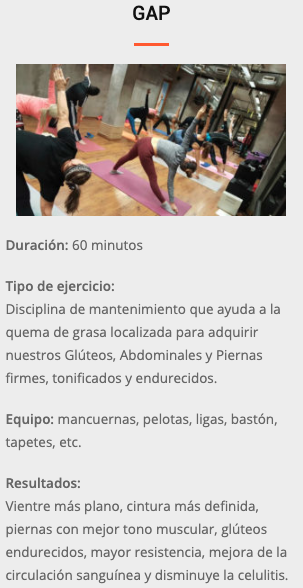 GAP
Duración: 60 minutos
Tipo de ejercicio:
Disciplina de mantenimiento que ayuda a la
quema de grasa localizada para adquirir
nuestros Glúteos, Abdominales y Piernas
firmes, tonificados y endurecidos.
Equipo: mancuernas, pelotas, ligas, bastón,
tapetes, etc.
Resultados:
Vientre más plano, cintura más definida,
piernas con mejor tono muscular, glúteos
endurecidos, mayor resistencia, mejora de la
circulación sanguínea y disminuye la celulitis.